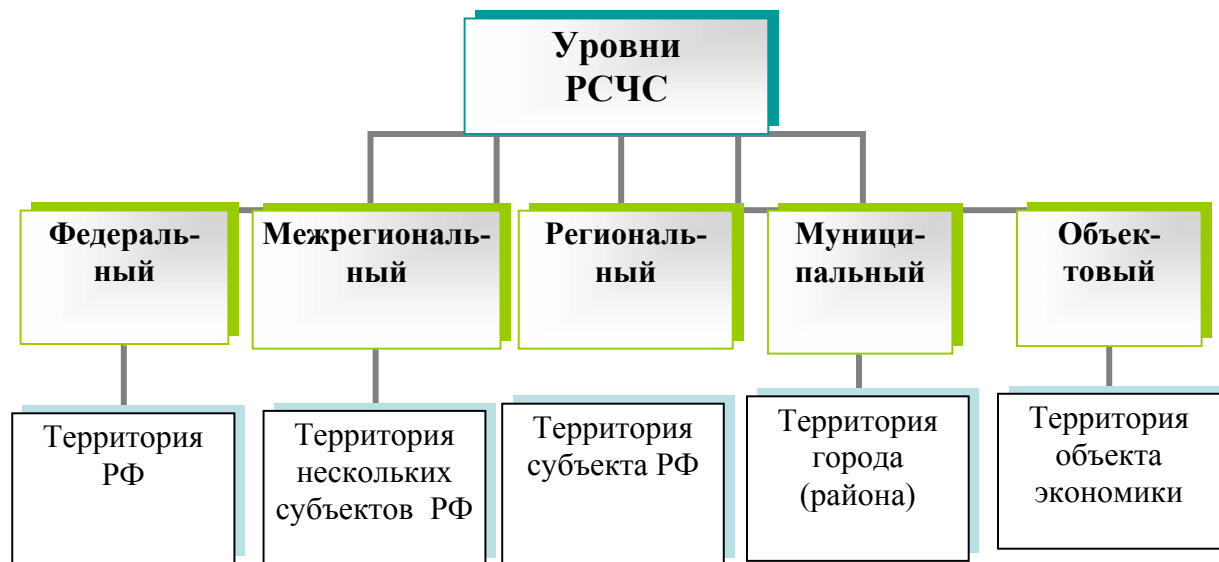 Уровни
РСЧС
Федераль-
ный
Межрегиональ-
ный
Региональ-
ный
Муници-
пальный
Объек-
товый
Территория
РФ
Территория
нескольких
субъектов РФ
Территория
субъекта РФ
Территория
города
(района)
Территория
объекта
экономики